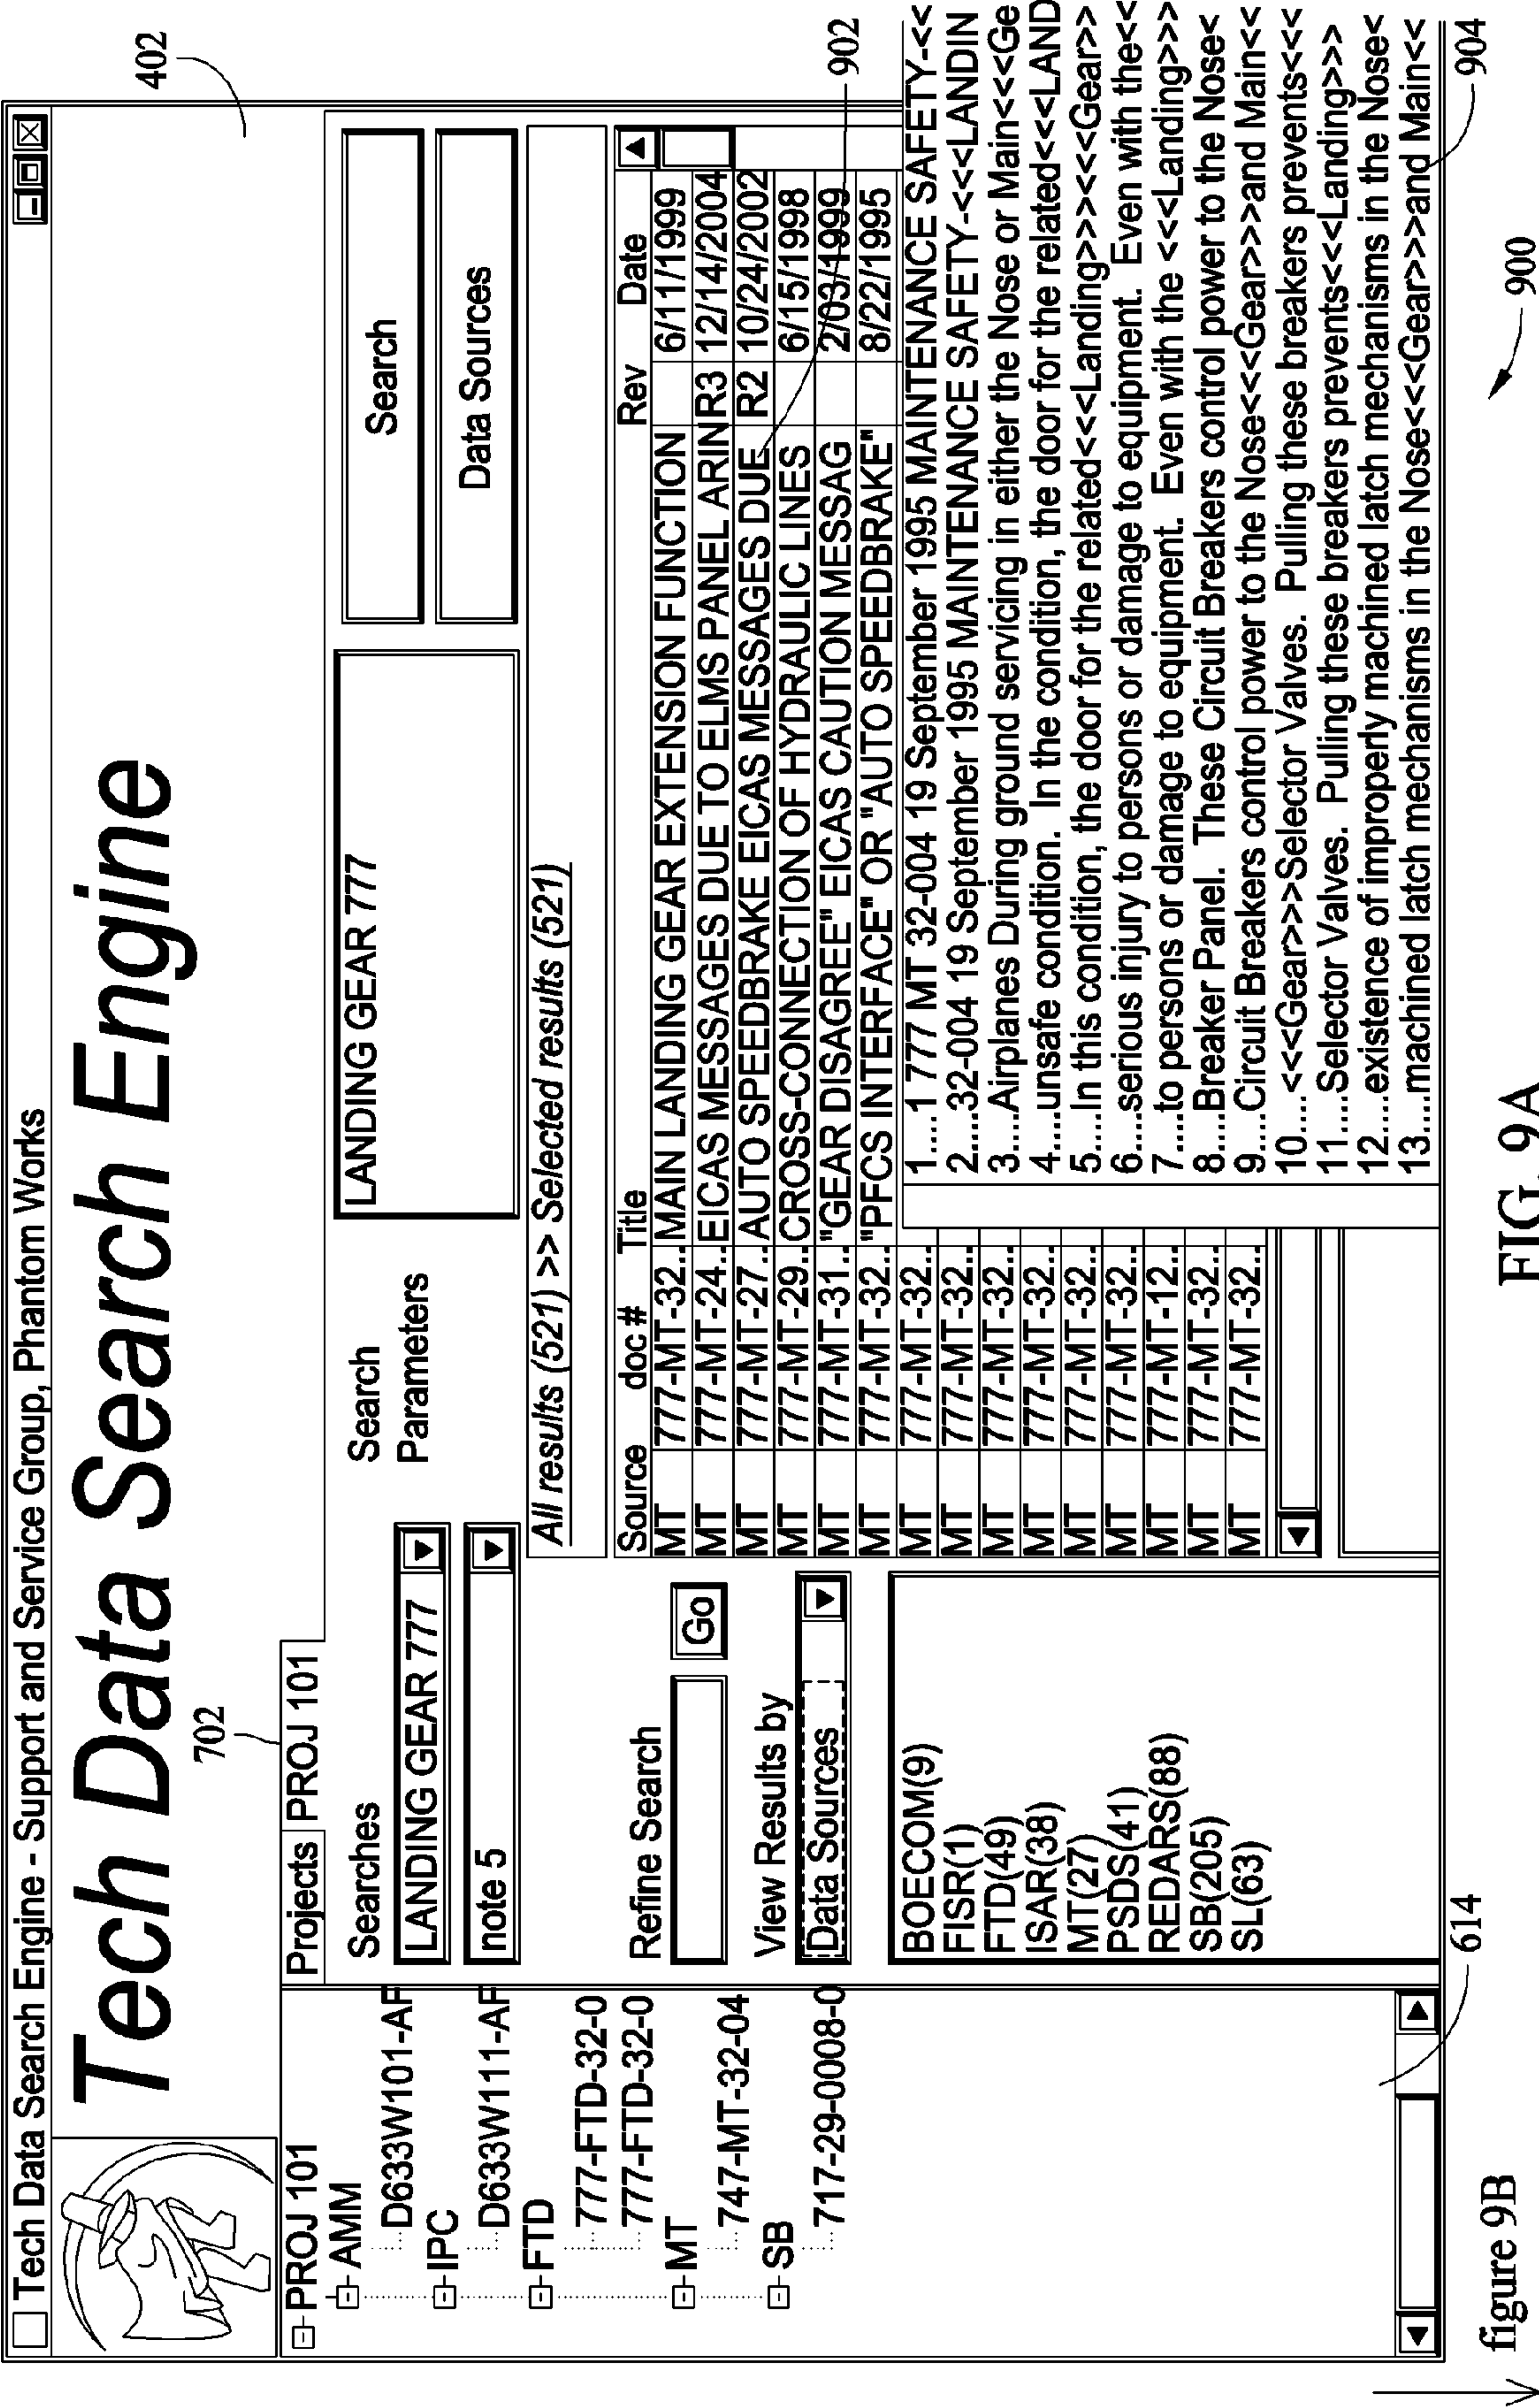 Tech Data Search Engine - Support and Service Group, Phantom Works
Tech Data Search Engine
402
702
PROJ 101
AMM
D633W101-AF
IPC
D633W111-AF
FTD
777-FTD-32-0
777-FTD-32-0
MT
747-MT-32-04
SB
717-29-0008-0
614
Projects PROJ 101
Searches
LANDING GEAR 777
note 5
Refine Search
Go
View Results by
Data Sources
BOECOM(9)
FISR(1)
FTD(49)
ISAR(38)
MT(27)
PSDS(41)
REDARS(88)
SB(205)
SL(63)
Search
Parameters
LANDING GEAR 777
Search
Data Sources
All results (521) >> Selected results (521)
Source doc # Title Rev Date
MT 777-MT-32.. MAIN LANDING GEAR EXTENSION FUNCTION 6/11/1999
MT 777-MT-24.. EICAS MESSAGES DUE TO ELMS PANEL ARIN R3 12/14/2004
MT 777-MT-27.. AUTO SPEEDBRAKE EICAS MESSAGES DUE R2 10/24/2002
MT 777-MT-29.. CROSS-CONNECTION OF HYDRAULIC LINES 6/15/1998
MT 777-MT-31.. "GEAR DISAGREE" EICAS CAUTION MESSAG 2/03/1999
MT 777-MT-32.. "PFCS INTERFACE" OR "AUTO SPEEDBRAKE" 8/22/1995
MT 777-MT-32..
MT 777-MT-32..
MT 777-MT-32..
MT 777-MT-32..
MT 777-MT-32..
MT 777-MT-32..
MT 777-MT-12..
MT 777-MT-32..
MT 777-MT-32..
902
1....1 777 MT 32-004 19 September 1995 MAINTENANCE SAFETY-<<
2....32-004 19 September 1995 MAINTENANCE SAFETY-<<<LANDIN
3....Airplanes During ground servicing in either the Nose or Main<<<Ge
4....unsafe condition. In the condition, the door for the related<<<LAND
5....In this condition, the door for the related<<<Landing>>><<<Gear>>
6....serious injury to persons or damage to equipment. Even with the<<
7....to persons or damage to equipment. Even with the <<<Landing>>>
8....Breaker Panel. These Circuit Breakers control power to the Nose<
9....Circuit Breakers control power to the Nose<<<Gear>>>and Main<<
10.... <<<Gear>>>Selector Valves. Pulling these breakers prevents<<<
11....Selector Valves. Pulling these breakers prevents<<<Landing>>>
12....existence of improperly machined latch mechanisms in the Nose<
13....machined latch mechanisms in the Nose<<<Gear>>>and Main<<
904
900
figure 9B
FIG. 9A